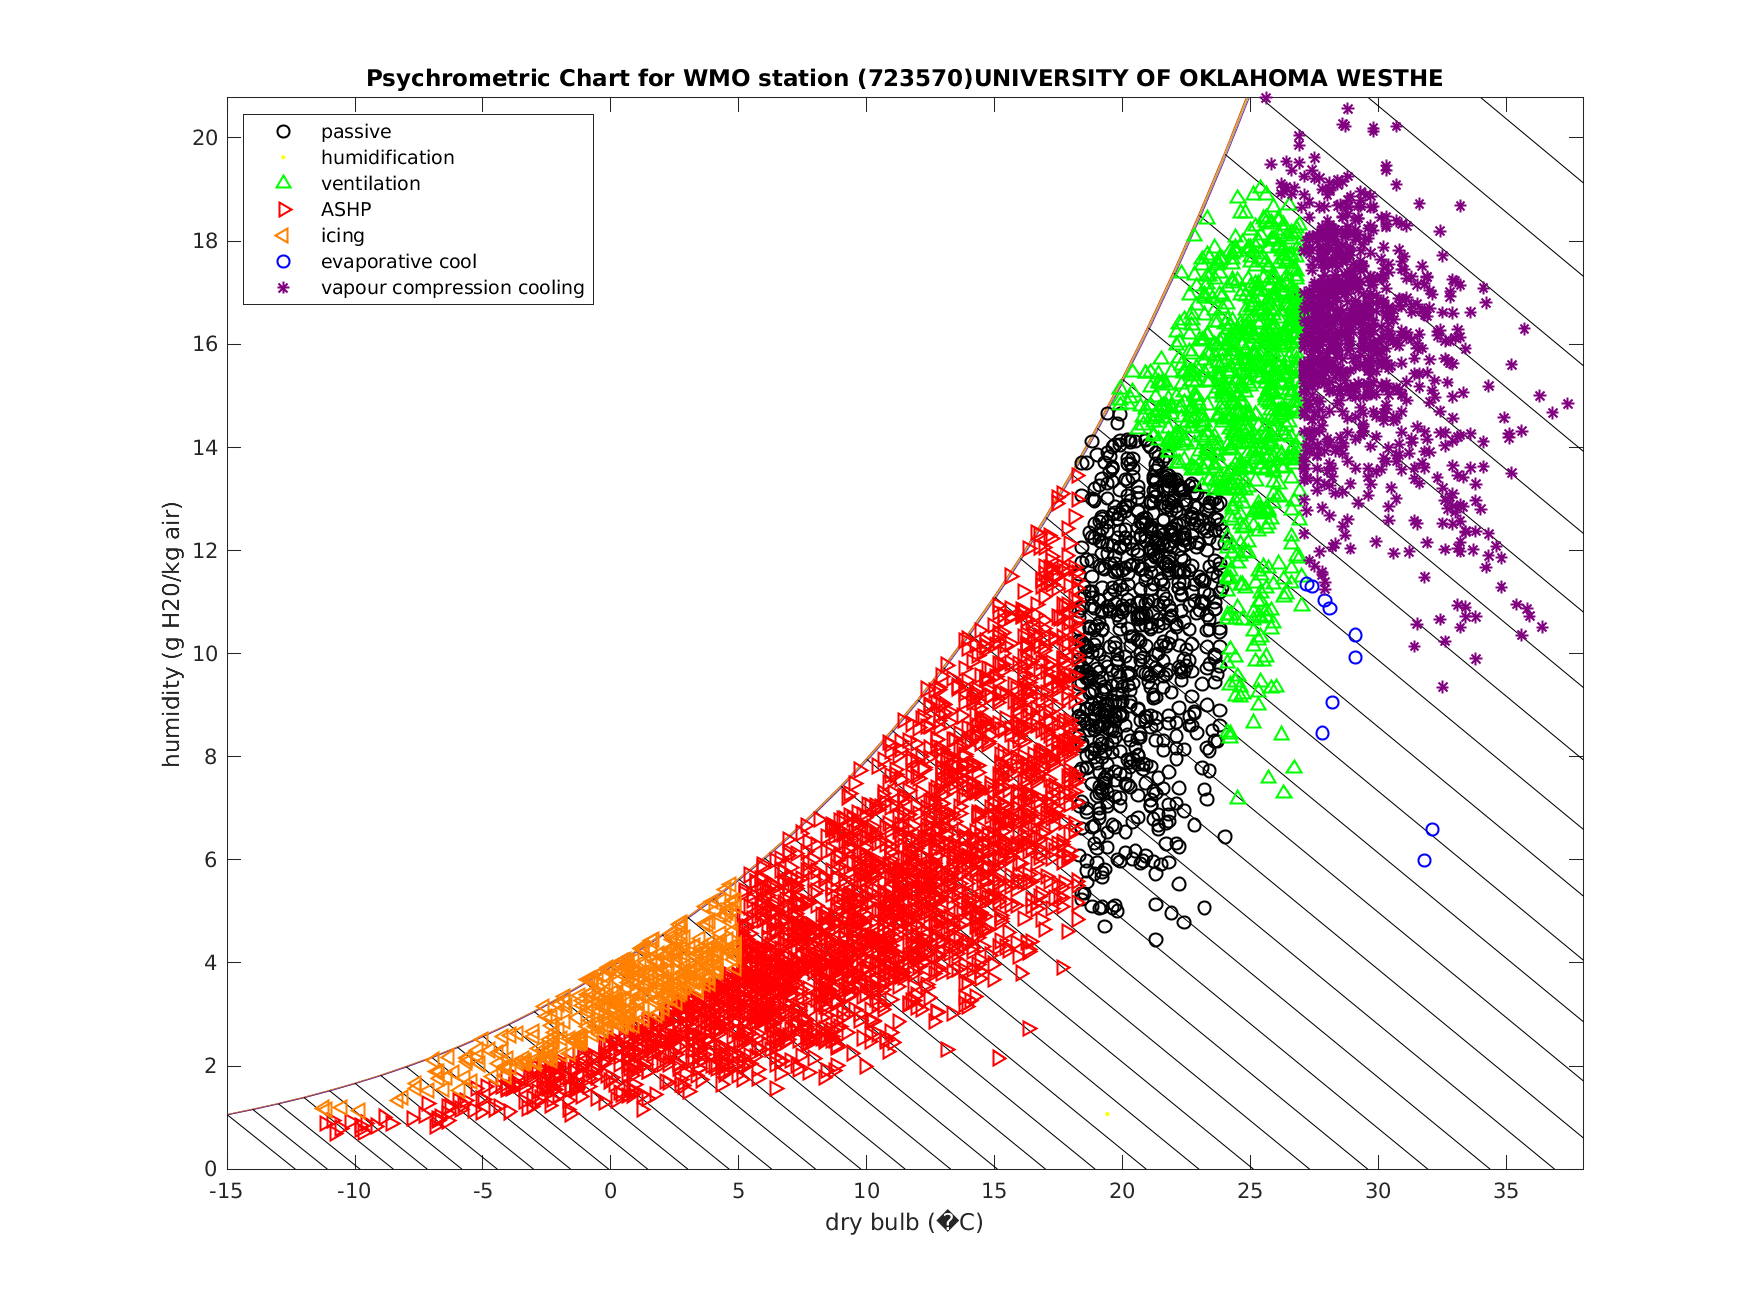 Psychrometric Chart for WMO station (723570)UNIVERSITY OF OKLAHOMA WESTHE
passive
humidification
ventilation
ASHP
icing
evaporative cool
vapour compression cooling
humidity (g H20/kg air)
20
18
16
14
12
10
8
6
4
2
0
-15 -10 -5 0 5 10 15 20 25 30 35
dry bulb (�C)